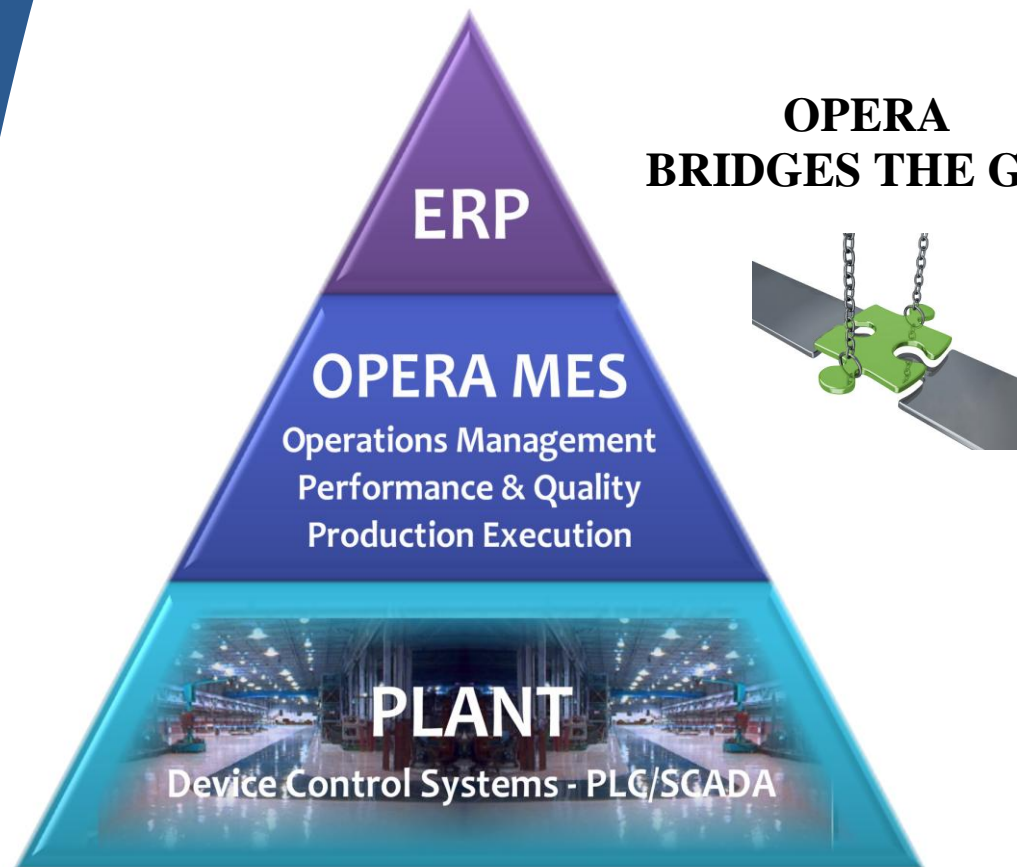 OPERA
BRIDGES THE G
ERP
OPERA MES
Operations Management
Performance & Quality
Production Execution
PLANT
Device Control Systems - PLC/SCADA